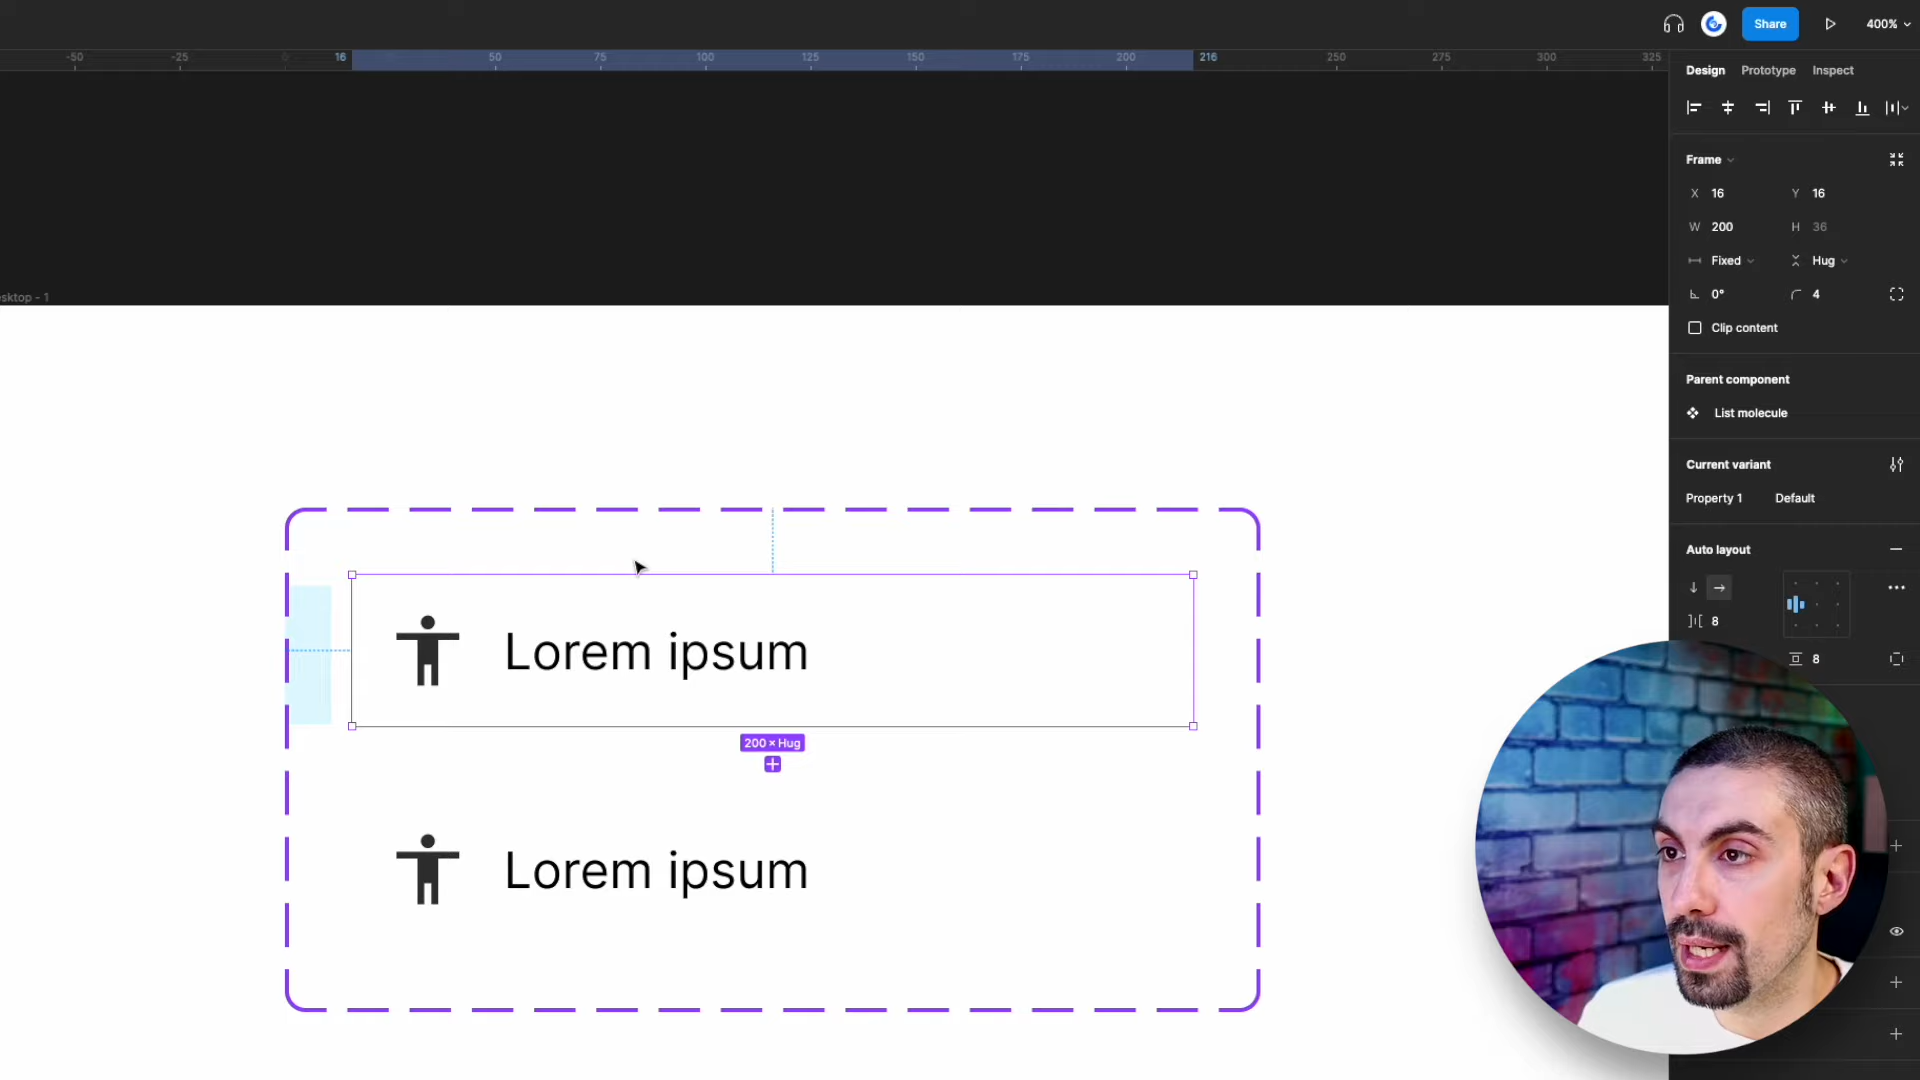 Share
400%
-50 -25 16 50 75 100 125 150 175 200 216 250 275 300 325
Design Prototype Inspect
Frame
X 16 Y 16
W 200 H 36
Fixed Hug
0° 4
Clip content
esktop - 1
Parent component
List molecule
Current variant
Property 1 Default
Auto layout
8
8
Lorem ipsum
200 × Hug
Lorem ipsum